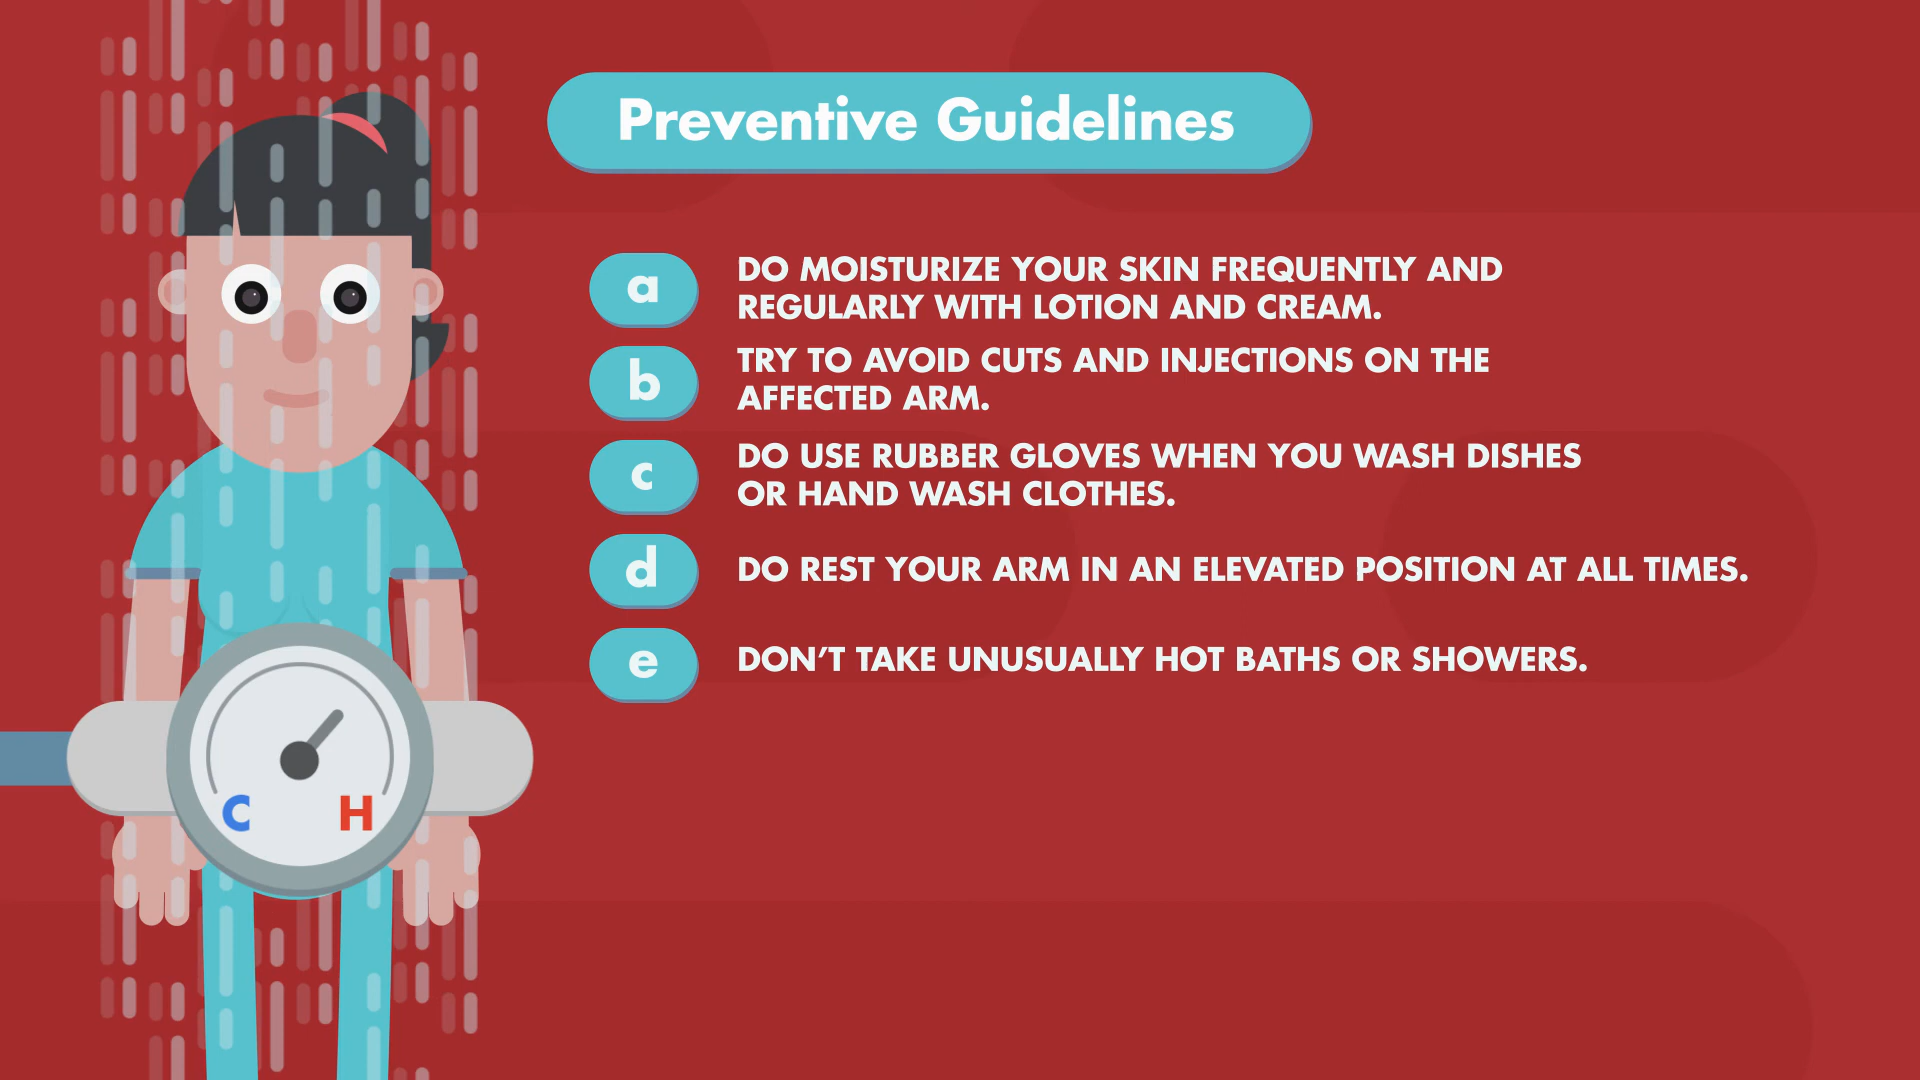 Preventive Guidelines
a
DO MOISTURIZE YOUR SKIN FREQUENTLY AND
REGULARLY WITH LOTION AND CREAM.
b
TRY TO AVOID CUTS AND INJECTIONS ON THE
AFFECTED ARM.
c
DO USE RUBBER GLOVES WHEN YOU WASH DISHES
OR HAND WASH CLOTHES.
d
DO REST YOUR ARM IN AN ELEVATED POSITION AT ALL TIMES.
e
DON'T TAKE UNUSUALLY HOT BATHS OR SHOWERS.
C H